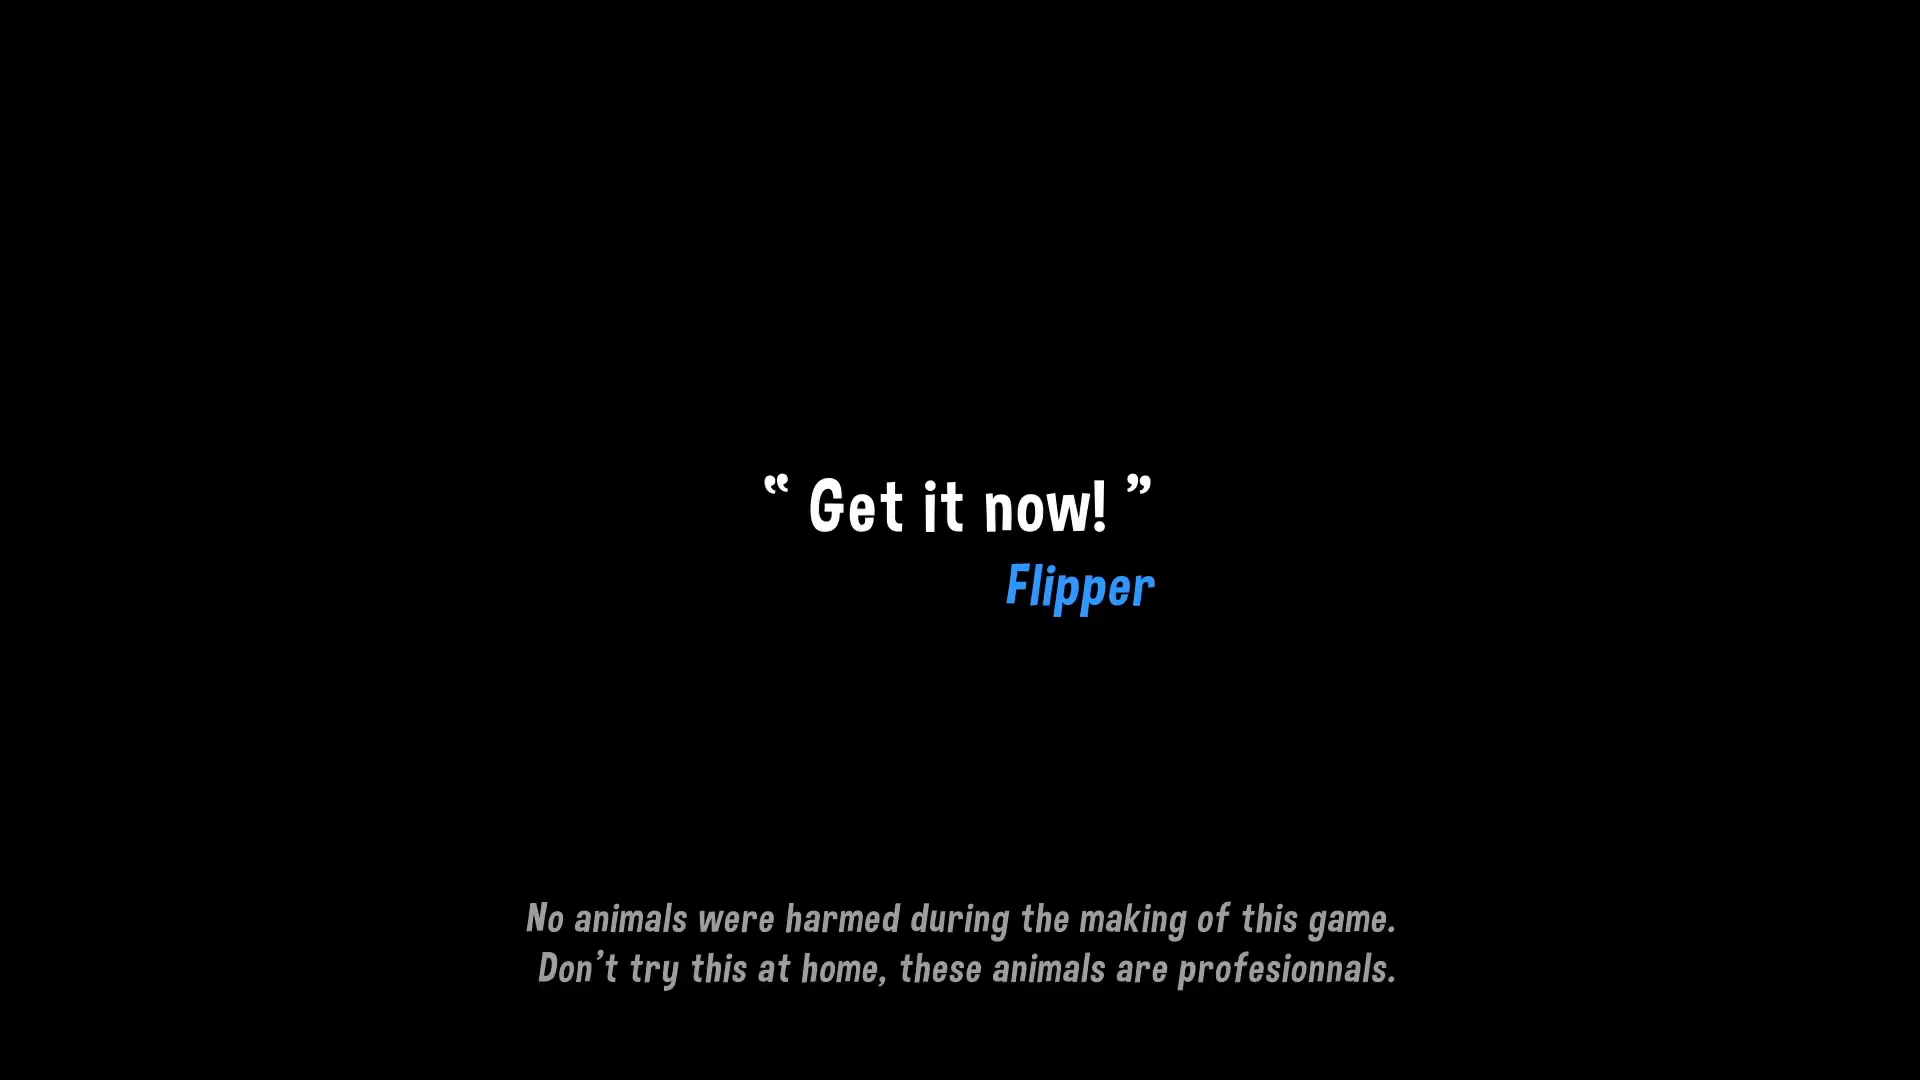 “ Get it now! ”
Flipper
No animals were harmed during the making of this game.
Don’t try this at home, these animals are profesionnals.